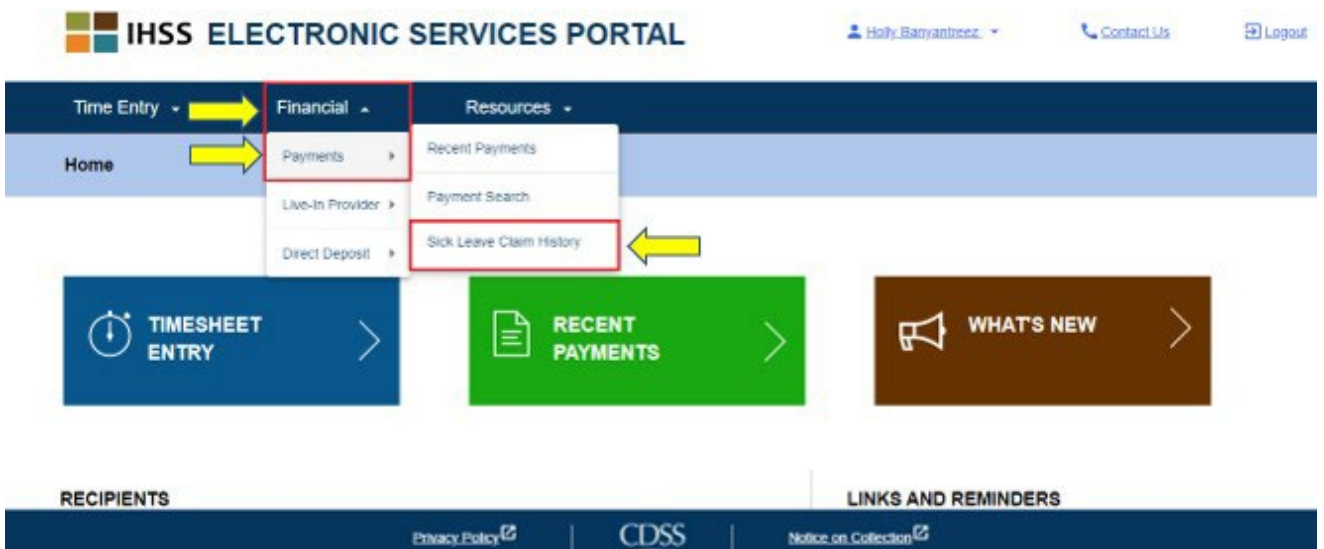 IHSS ELECTRONIC SERVICES PORTAL
Holly Banyantreez
Contact Us
Logout
Time Entry
Financial
Resources
Home
Payments
Recent Payments
Payment Search
Live-In Provider
Sick Leave Claim History
Direct Deposit
TIMESHEET
ENTRY
RECENT
PAYMENTS
WHAT'S NEW
RECIPIENTS
LINKS AND REMINDERS
Privacy Policy
CDSS
Notice on Collection